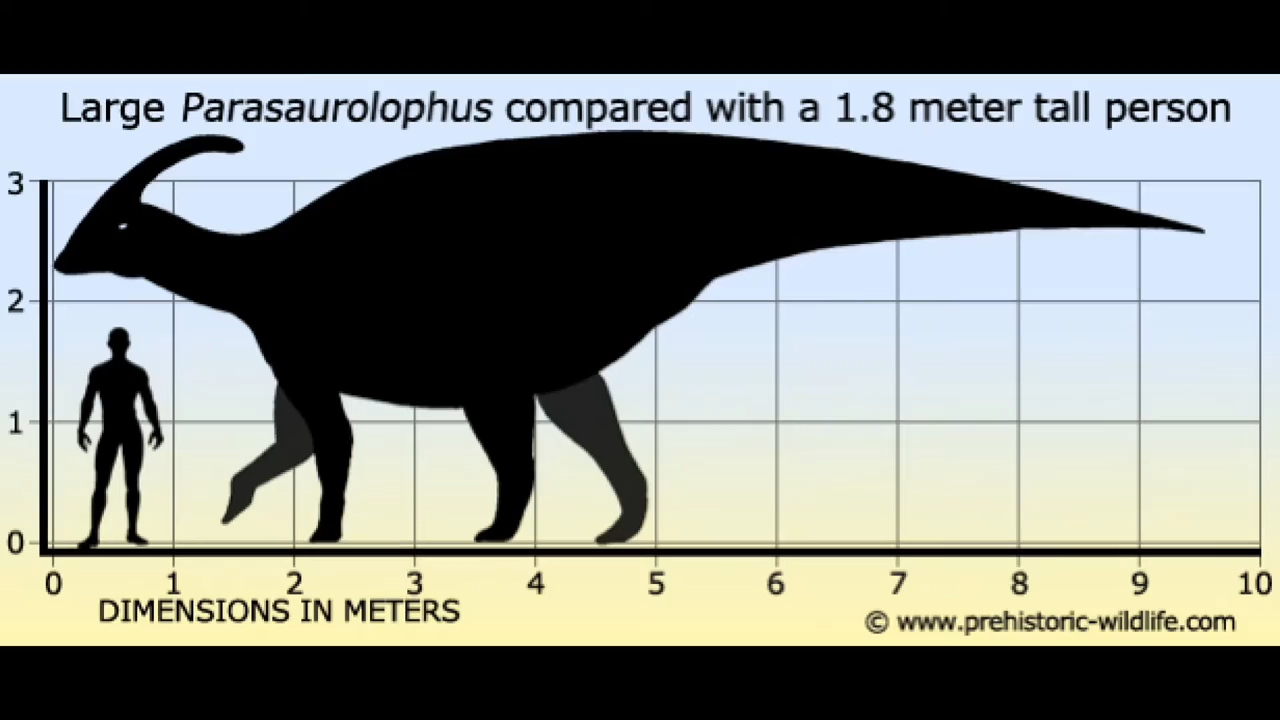 Large Parasaurolophus compared with a 1.8 meter tall person
3
2
1
0
0 1 2 3 4 5 6 7 8 9 10
DIMENSIONS IN METERS
© www.prehistoric-wildlife.com